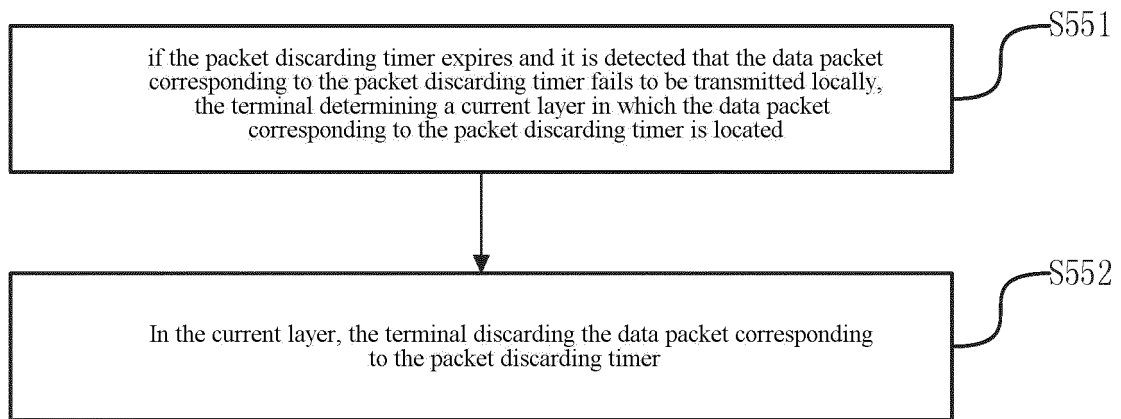 S551
if the packet discarding timer expires and it is detected that the data packet
corresponding to the packet discarding timer fails to be transmitted locally,
the terminal determining a current layer in which the data packet
corresponding to the packet discarding timer is located
S552
In the current layer, the terminal discarding the data packet corresponding
to the packet discarding timer